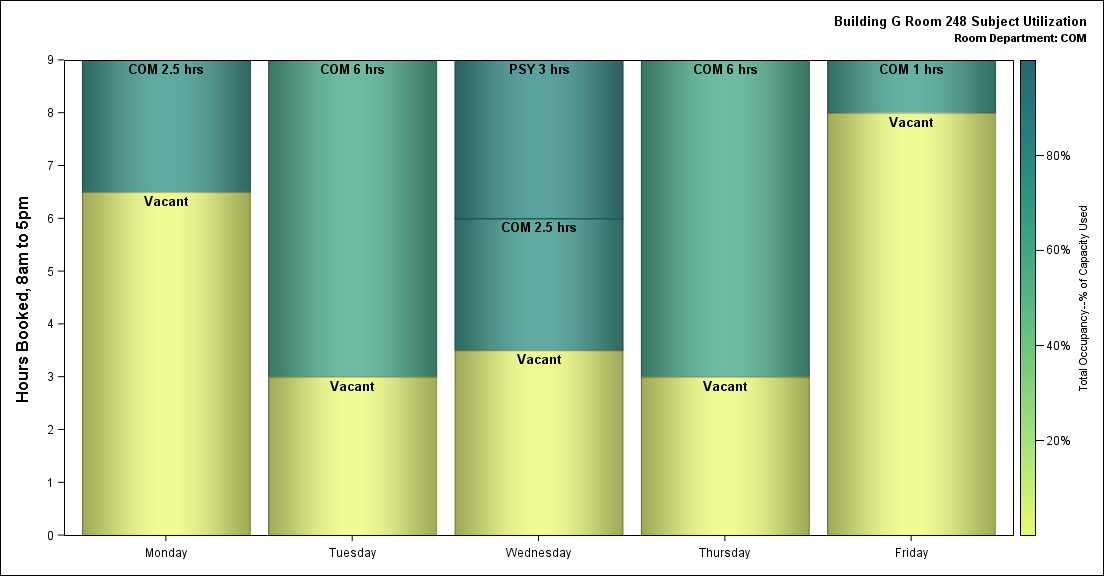 Building G Room 248 Subject Utilization
Room Department: COM
Hours Booked, 8am to 5pm
9
8
7
6
5
4
3
2
1
0
COM 2.5 hrs
Vacant
COM 6 hrs
Vacant
PSY 3 hrs
COM 2.5 hrs
Vacant
COM 6 hrs
Vacant
COM 1 hrs
Vacant
Monday
Tuesday
Wednesday
Thursday
Friday
80%
60%
40%
20%
Total Occupancy--% of Capacity Used